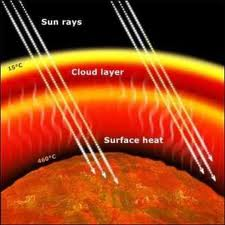 Sun rays
15°C
Cloud layer
Surface heat
460°C